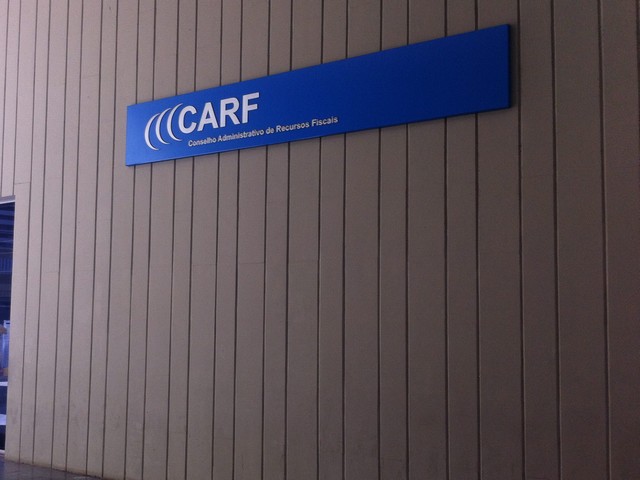 CARF
Conselho Administrativo de Recursos Fiscais